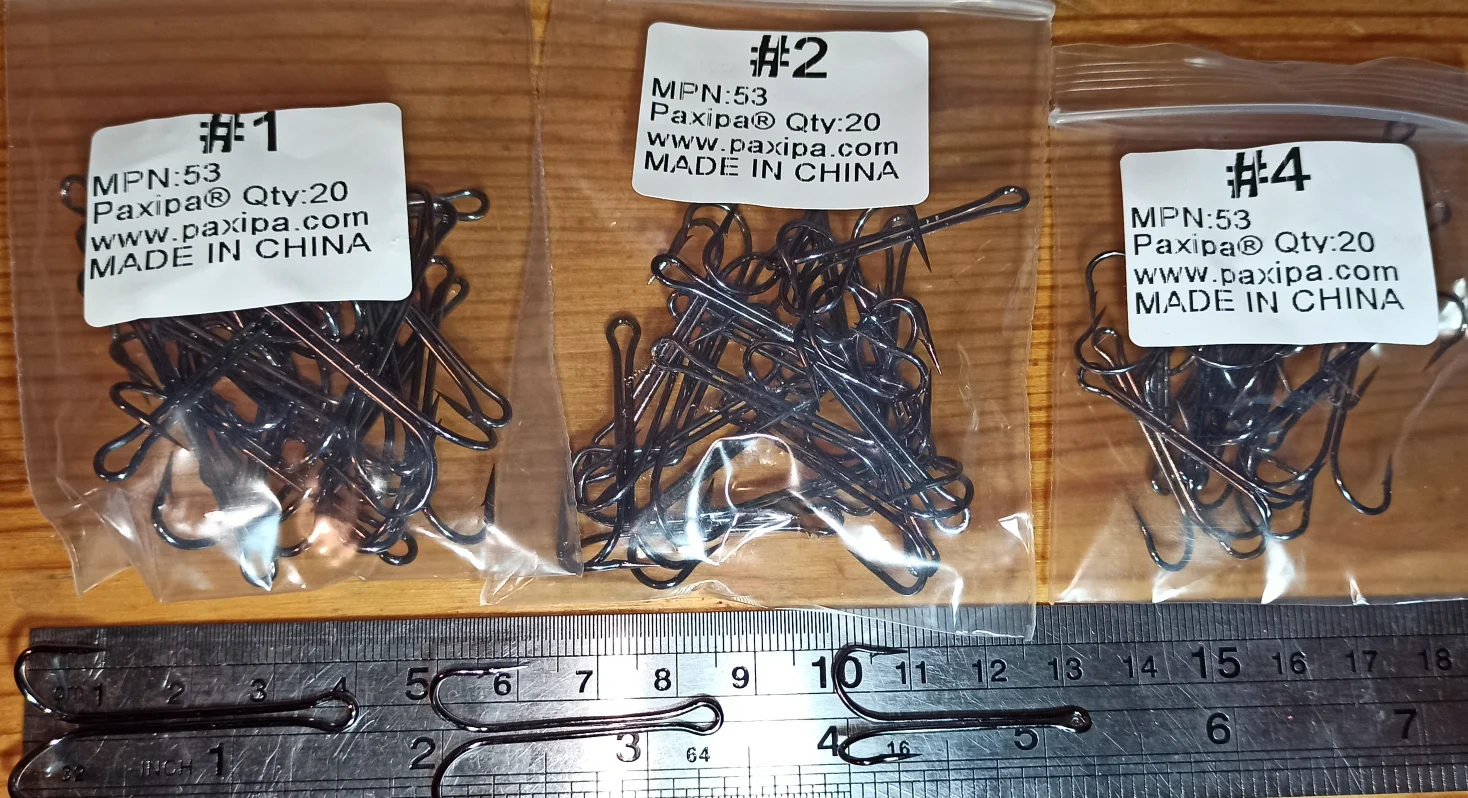 #1
MPN:53
Paxipa® Qty:20
www.paxipa.com
MADE IN CHINA
#2
MPN:53
Paxipa® Qty:20
www.paxipa.com
MADE IN CHINA
#4
MPN:53
Paxipa® Qty:20
www.paxipa.com
MADE IN CHINA
cm 1 2 3 4 5 6 7 8 9 10 11 12 13 14 15 16 17 18
32 INCH 1 2 3 64 4 16 5 6 7